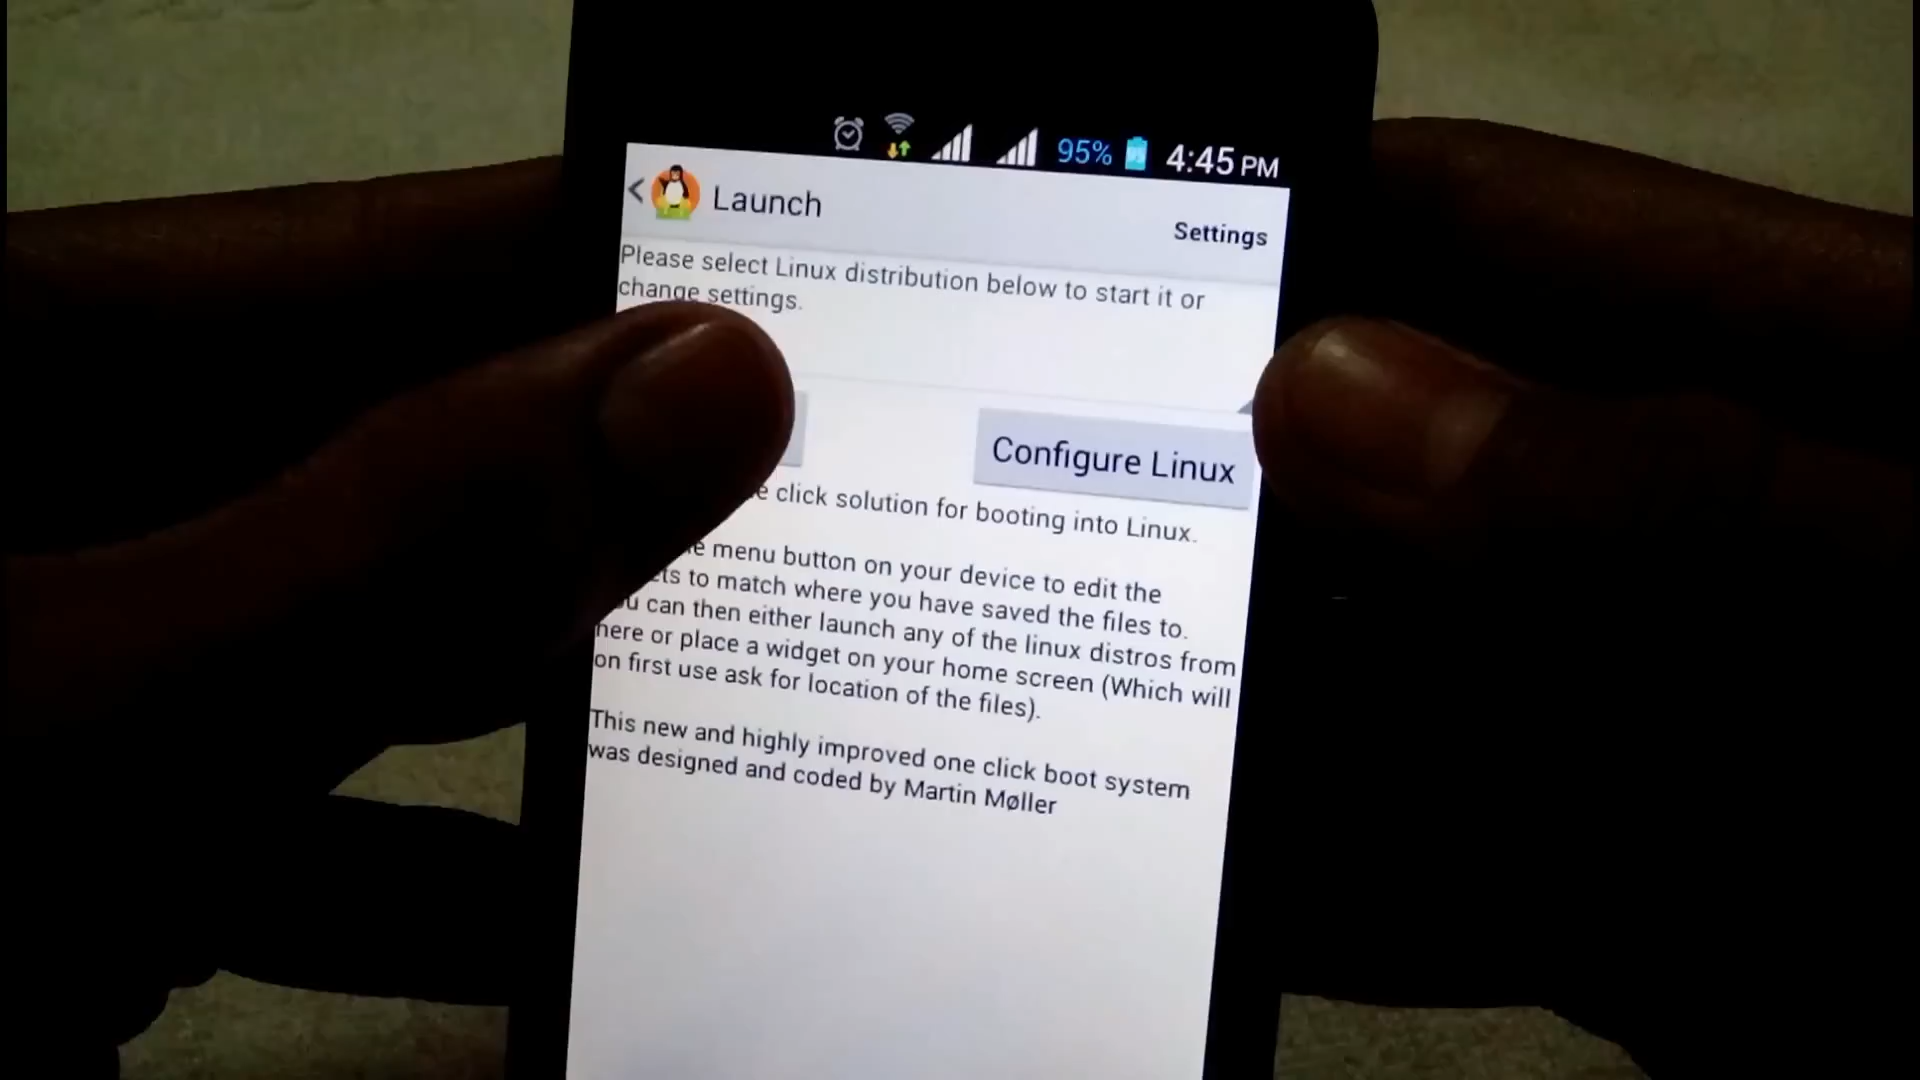 95% 4:45 PM
Launch
Settings
Please select Linux distribution below to start it or
change settings.
Configure Linux
click solution for booting into Linux.
menu button on your device to edit the
to match where you have saved the files to.
can then either launch any of the linux distros from
here or place a widget on your home screen (Which will
on first use ask for location of the files).
This new and highly improved one click boot system
was designed and coded by Martin Møller